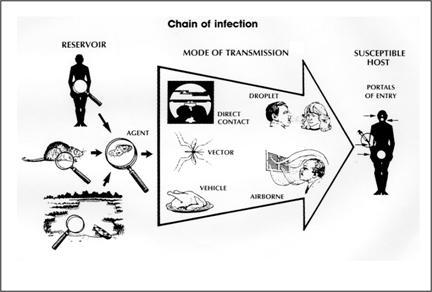 Chain of infection
RESERVOIR
MODE OF TRANSMISSION
SUSCEPTIBLE
HOST
PORTALS
OF ENTRY
DROPLET
DIRECT
CONTACT
AGENT
VECTOR
VEHICLE
AIRBORNE